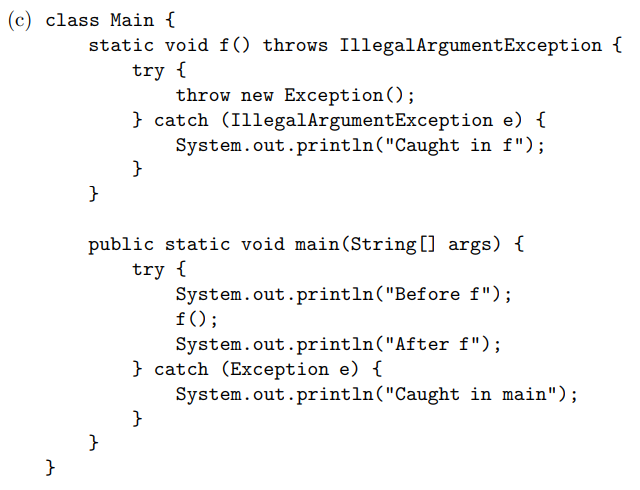 (c) class Main {
    static void f() throws IllegalArgumentException {
        try {
            throw new Exception();
        } catch (IllegalArgumentException e) {
            System.out.println("Caught in f");
        }
    }

    public static void main(String[] args) {
        try {
            System.out.println("Before f");
            f();
            System.out.println("After f");
        } catch (Exception e) {
            System.out.println("Caught in main");
        }
    }
}